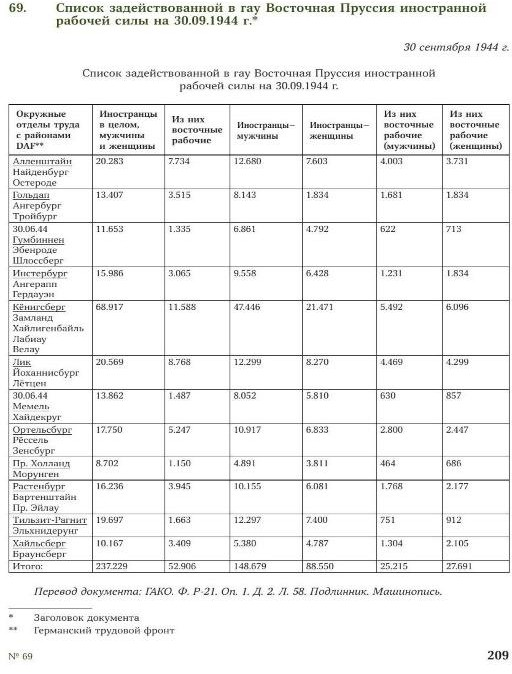 69. Список задействованной в гау Восточная Пруссия иностранной
рабочей силы на 30.09.1944 г.*
30 сентября 1944 г.
Список задействованной в гау Восточная Пруссия иностранной
рабочей силы на 30.09.1944 г.
Окружные отделы труда с районами DAF** | Иностранцы в целом, мужчины и женщины | Из них восточные рабочие | Иностранцы–мужчины | Иностранцы–женщины | Из них восточные рабочие (мужчины) | Из них восточные рабочие (женщины)
Алленштайн 20.283 7.734 12.680 7.603 4,003 3.731
Найденбург
Остероде
Гольдап 13.407 3.515 8.143 1.834 1.681 1.834
Ангербург
Тройбург
30.06.44 11.653 1.335 6.861 4.792 622 713
Гумбиннен
Эбенроде
Шлоссберг
Инстербург 15.986 3.065 9.558 6.428 1.231 1.834
Ангерапп
Гердауэн
Кёнигсберг 68.917 11.588 47.446 21.471 5.492 6.096
Замланд
Хайлигенбайль
Лабиау
Велау
Лик 20.569 8.768 12.299 8.270 4.469 4.299
Йоханнисбург
Лётцен
30.06.44 13.862 1.487 8.052 5.810 630 857
Мемель
Хайдекруг
Ортельсбург 17.750 5.247 10.917 6.833 2.800 2.447
Рёссель
Зенсбург
Пр. Холланд 8.702 1.150 4.891 3.811 464 686
Морунген
Растенбург 16.236 3.945 10.155 6.081 1.768 2.177
Бартенштайн
Пр. Эйлау
Тильзит-Рагнит 19.697 1.663 12.297 7.400 751 912
Эльхнидерунг
Хайльсберг 10.167 3.409 5.380 4.787 1.304 2.105
Браунсберг
Итого: 237.229 52.906 148.679 88.550 25.215 27.691
Перевод документа: ГАКО. Ф. Р-21. Оп. 1. Д. 2. Л. 58. Подлинник. Машинопись.
* Заголовок документа
** Германский трудовой фронт
№ 69 209